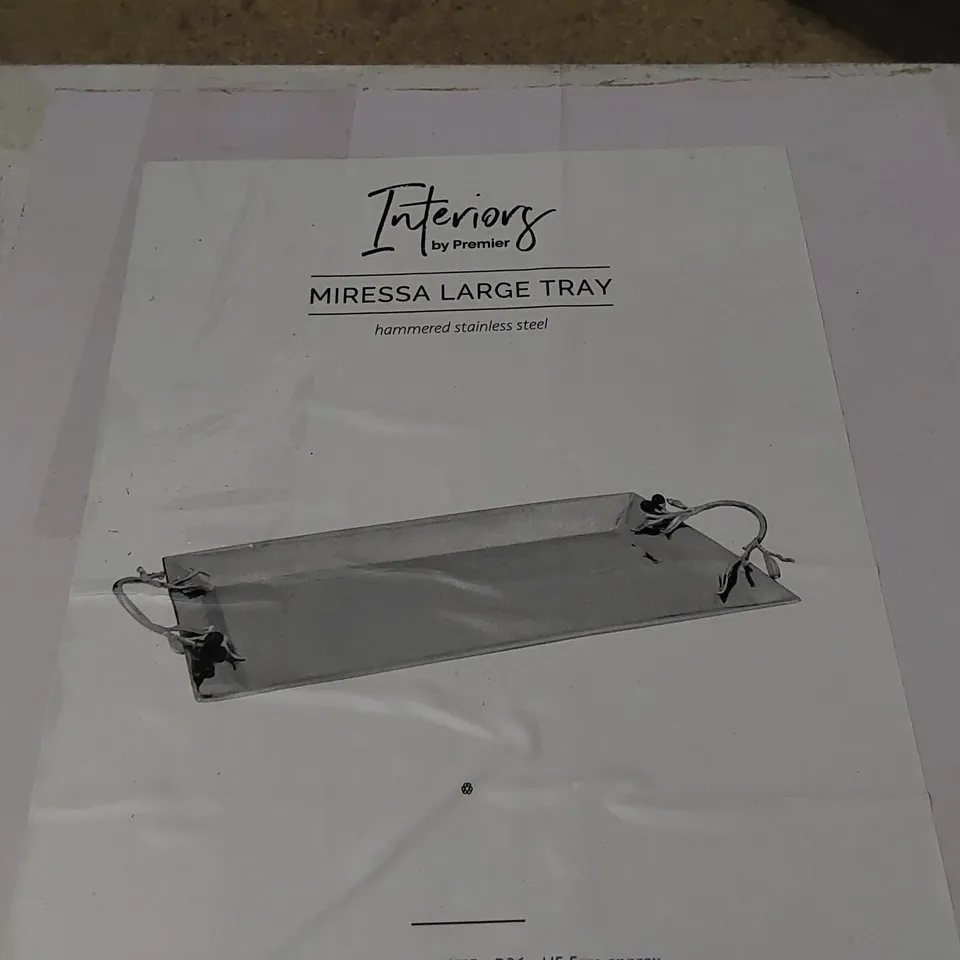 Interiors
by Premier
MIRESSA LARGE TRAY
hammered stainless steel